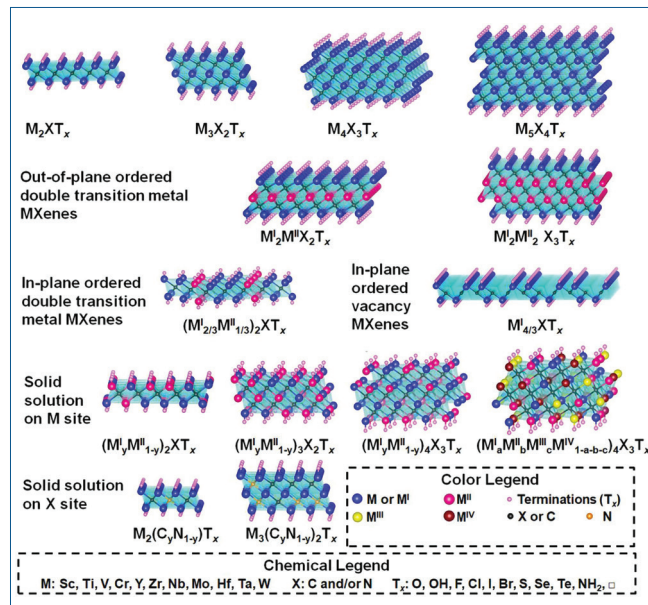 M₂XTₓ M₃X₂Tₓ M₄X₃Tₓ M₅X₄Tₓ
Out-of-plane ordered
double transition metal
MXenes
Mᴵ₂MᴵᴵX₂Tₓ Mᴵ₂Mᴵᴵ₂ X₃Tₓ
In-plane ordered
double transition
metal MXenes
(Mᴵ₂/₃Mᴵᴵ₁/₃)₂XTₓ
In-plane
ordered
vacancy
MXenes
Mᴵ₄/₃XTₓ
Solid
solution
on M site
(MᴵyMᴵᴵ₁₋y)₂XTₓ (MᴵyMᴵᴵ₁₋y)₃X₂Tₓ (MᴵyMᴵᴵ₁₋y)₄X₃Tₓ (MᴵₐMᴵᴵbMᴵᴵᴵcMᴵⱽ₁₋ₐ₋b₋c)₄X₃Tₓ
Solid solution
on X site
M₂(CyN₁₋y)Tₓ M₃(CyN₁₋y)₂Tₓ
Color Legend
M or Mᴵ Mᴵᴵ Terminations (Tₓ)
Mᴵᴵᴵ Mᴵⱽ X or C N
Chemical Legend
M: Sc, Ti, V, Cr, Y, Zr, Nb, Mo, Hf, Ta, W X: C and/or N Tₓ: O, OH, F, Cl, I, Br, S, Se, Te, NH₂, □